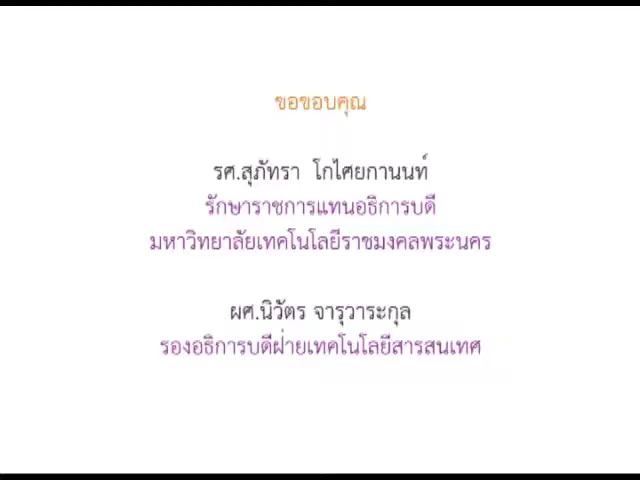 ขอขอบคุณ
รศ.สุภัทรา โกไศยกานนท์
รักษาราชการแทนอธิการบดี
มหาวิทยาลัยเทคโนโลยีราชมงคลพระนคร
ผศ.นิวัตร จารุวาระกุล
รองอธิการบดีฝ่ายเทคโนโลยีสารสนเทศ